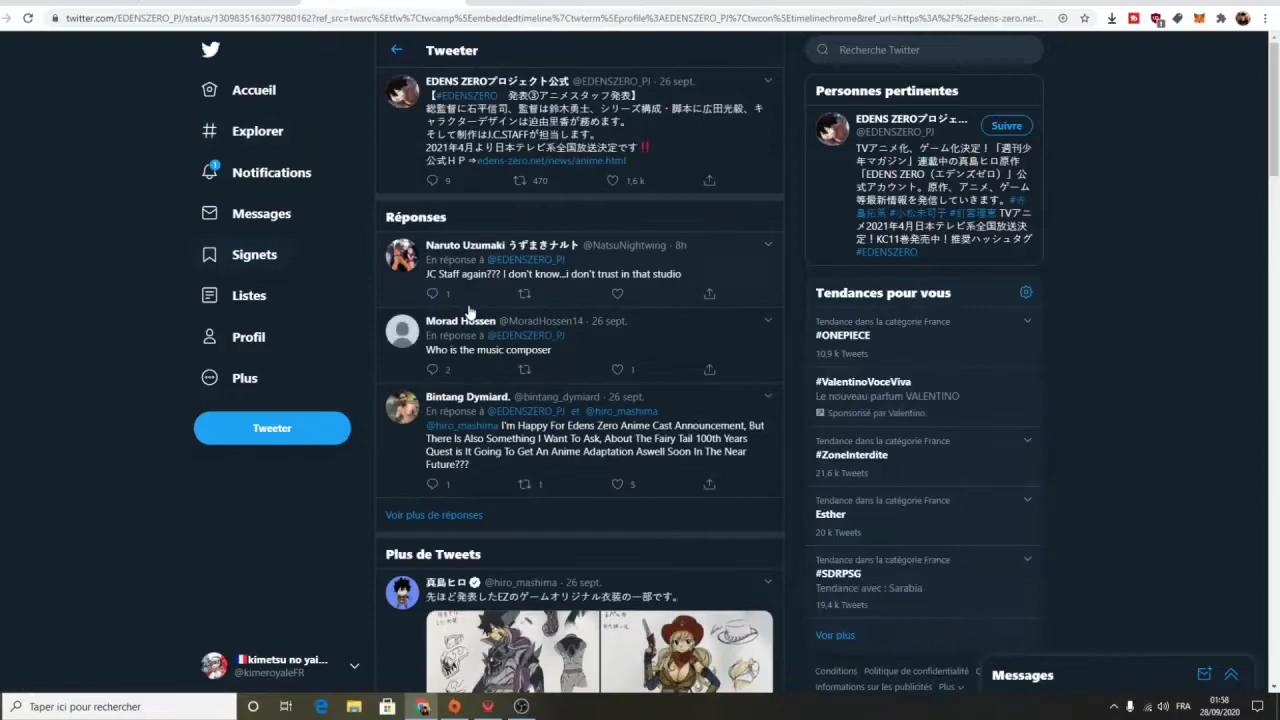 twitter.com/EDENSZERO_PJ/status/1309835163077980162?ref_src=twsrc%5Etfw%7Ctwcamp%5Eembeddedtimeline%7Ctwterm%5Eprofile%3AEDENSZERO_PJ%7Ctwcon%5Etimelinechrome&ref_url=https%3A%2F%2Fedens-zero.net...
Accueil
Explorer
1
Notifications
Messages
Signets
Listes
Profil
Plus
Tweeter
🇫🇷kimetsu no yai...
@kimeroyaleFR
Tweeter
EDENS ZEROプロジェクト公式 @EDENSZERO_PJ · 26 sept.
【#EDENSZERO 発表③アニメスタッフ発表】
総監督に石平信司、監督は鈴木勇士、シリーズ構成・脚本に広田光毅、キ
ャラクターデザインは迫由里香が務めます。
そして制作はJ.C.STAFFが担当します。
2021年4月より日本テレビ系全国放送決定です‼️
公式ＨＰ⇒edens-zero.net/news/anime.html
9 470 1,6 k
Réponses
Naruto Uzumaki うずまきナルト @NatsuNightwing · 8h
En réponse à @EDENSZERO_PJ
JC Staff again??? I don't know...i don't trust in that studio
1
Morad Hossen @MoradHossen14 · 26 sept.
En réponse à @EDENSZERO_PJ
Who is the music composer
2 1
Bintang Dymiard. @bintang_dymiard · 26 sept.
En réponse à @EDENSZERO_PJ et @hiro_mashima
@hiro_mashima I'm Happy For Edens Zero Anime Cast Announcement, But
There Is Also Something I Want To Ask, About The Fairy Tail 100th Years
Quest is It Going To Get An Anime Adaptation Aswell Soon In The Near
Future???
1 1 5
Voir plus de réponses
Plus de Tweets
真島ヒロ @hiro_mashima · 26 sept.
先ほど発表したEZのゲームオリジナル衣装の一部です。
Recherche Twitter
Personnes pertinentes
EDENS ZEROプロジェ...
@EDENSZERO_PJ
Suivre
TVアニメ化、ゲーム化決定！「週刊少
年マガジン」連載中の真島ヒロ原作
「EDENS ZERO（エデンズゼロ）」公
式アカウント。原作、アニメ、ゲーム
等最新情報を発信していきます。#寺
島拓篤 #小松未可子 #釘宮理恵 TVアニ
メ2021年4月日本テレビ系全国放送決
定！KC11巻発売中！推奨ハッシュタグ
#EDENSZERO
Tendances pour vous
Tendance dans la catégorie France
#ONEPIECE
10,9 k Tweets
#ValentinoVoceViva
Le nouveau parfum VALENTINO
Sponsorisé par Valentino.
Tendance dans la catégorie France
#ZoneInterdite
21,6 k Tweets
Tendance dans la catégorie France
Esther
20 k Tweets
Tendance dans la catégorie France
#SDRPSG
Tendance avec : Sarabia
19,4 k Tweets
Voir plus
Conditions Politique de confidentialité
Informations sur les publicités Plus
Messages
Taper ici pour rechercher
FRA
01:58
28/09/2020